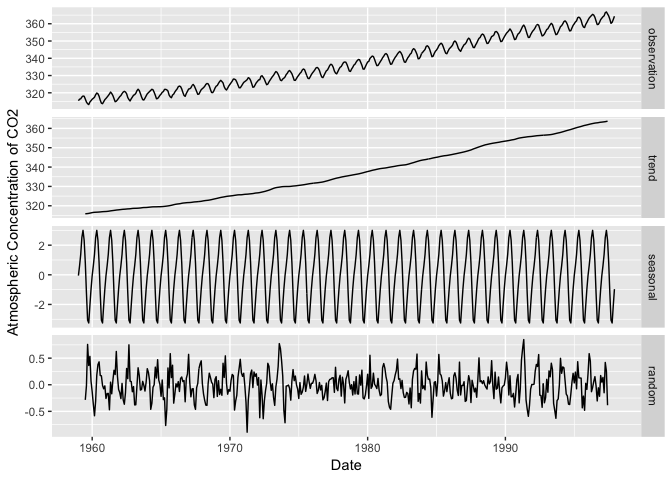 Atmospheric Concentration of CO2
360
350
340
330
320
observation
360
350
340
330
320
trend
2
0
-2
seasonal
0.5
0.0
-0.5
random
1960 1970 1980 1990
Date